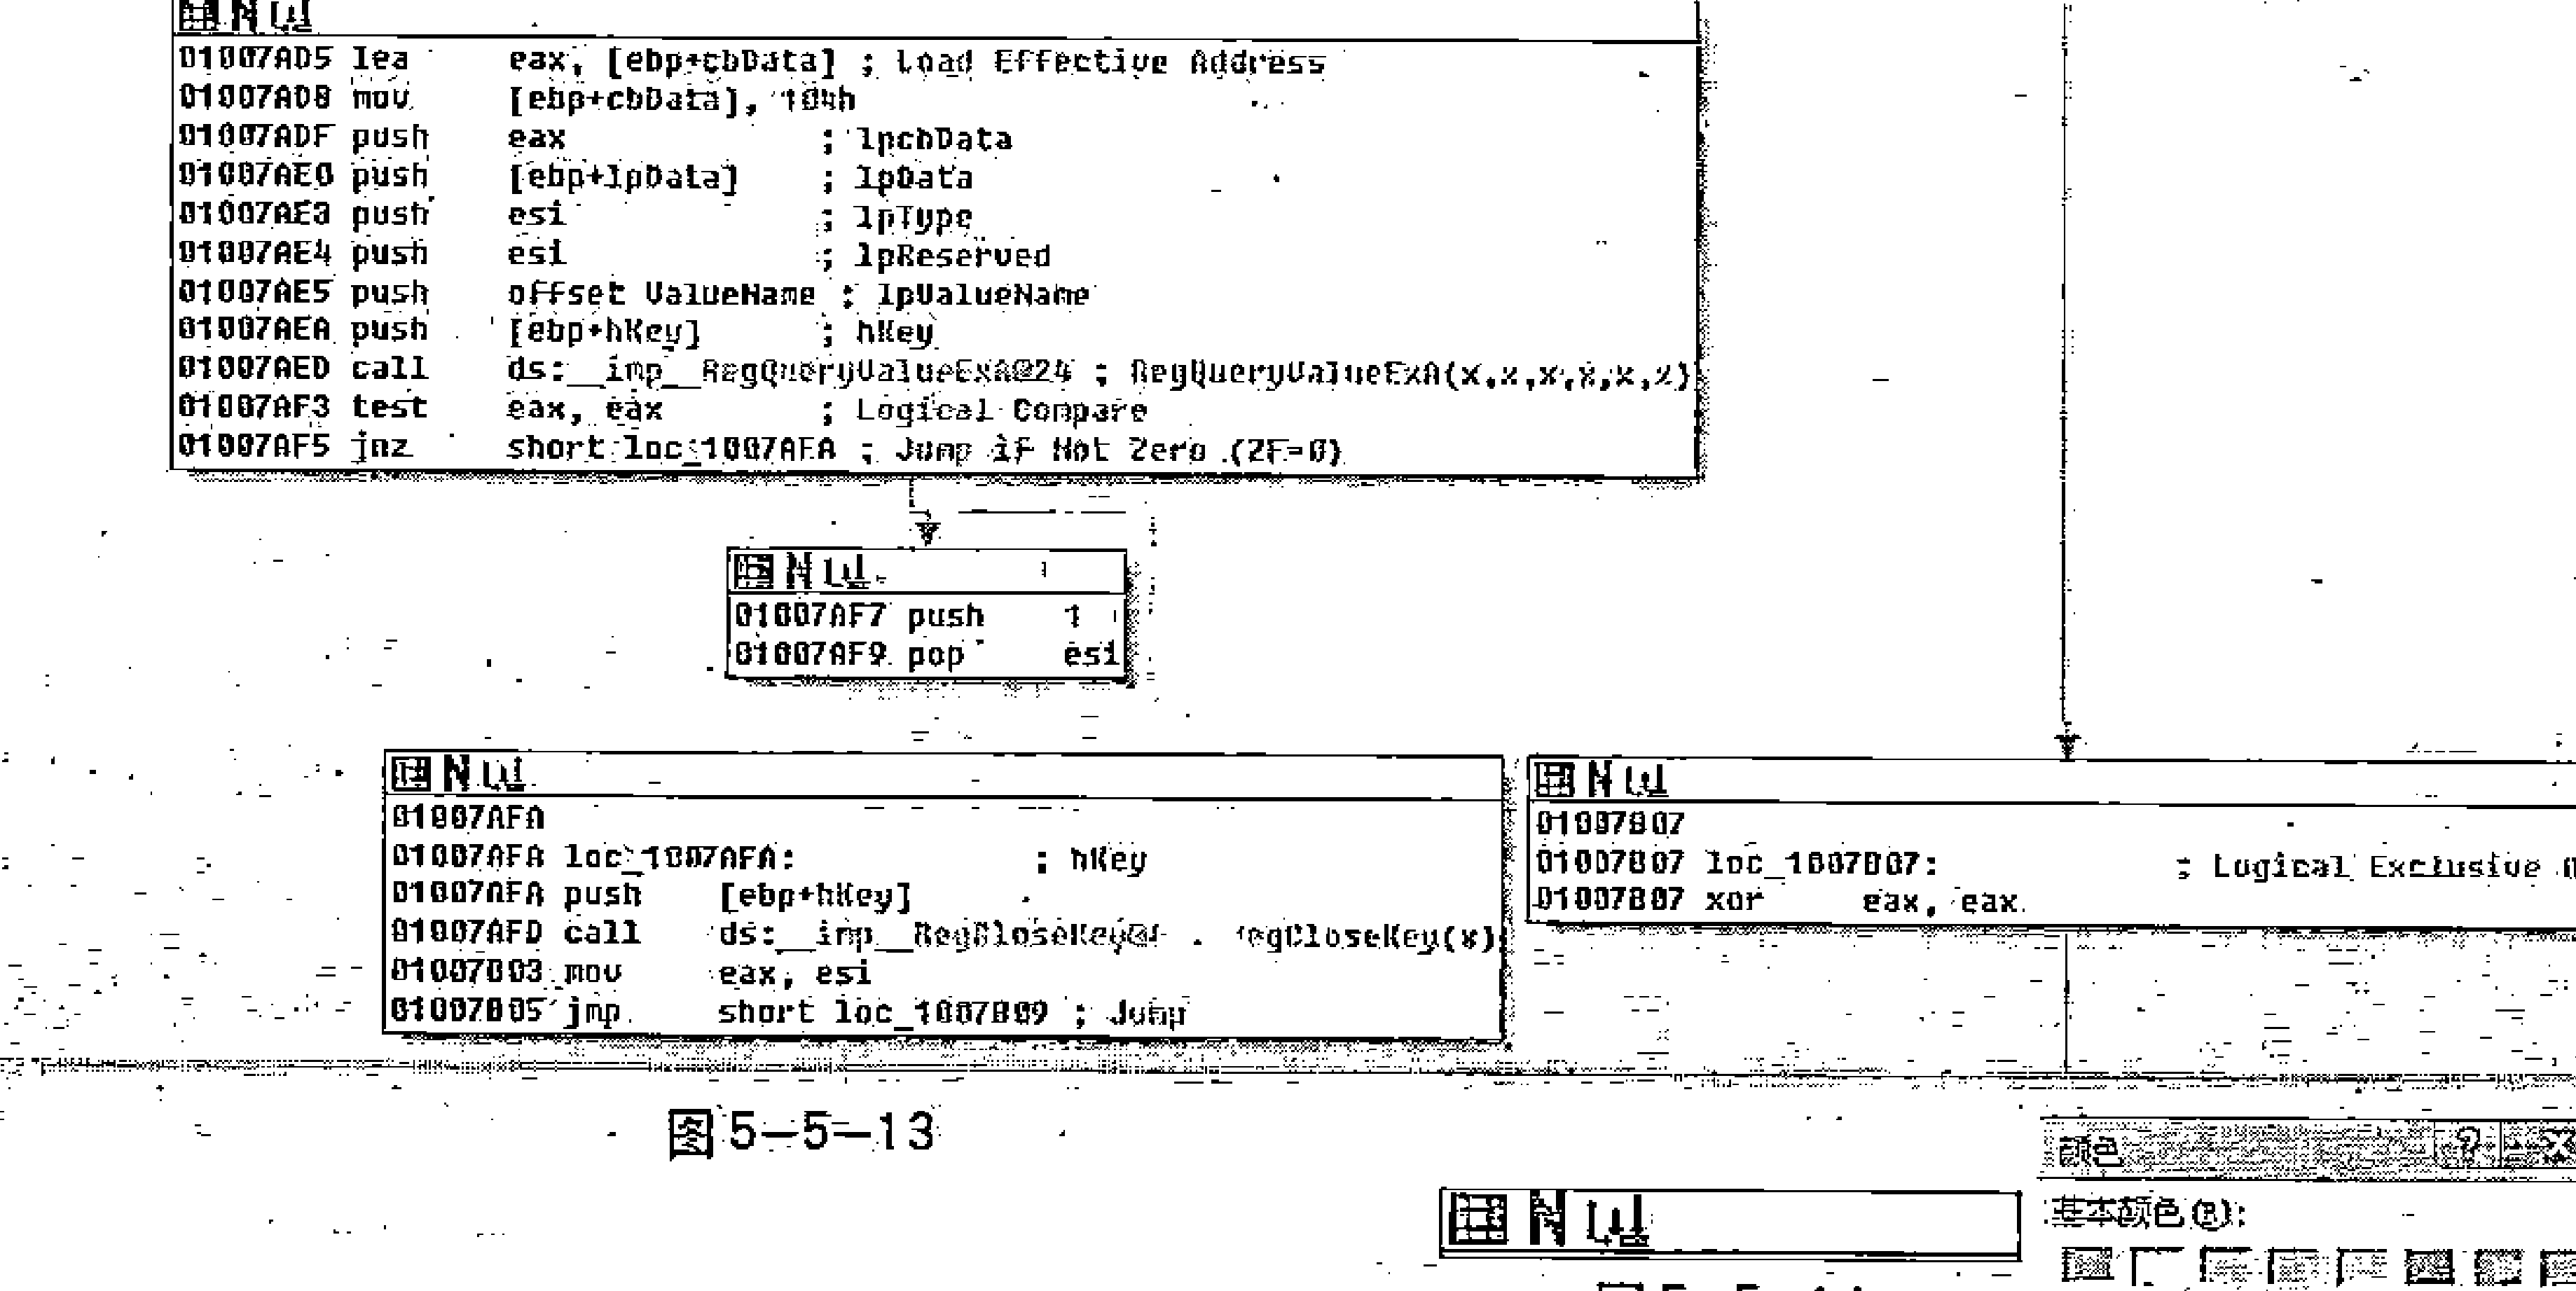 01007AD5 lea eax, [ebp+cbData] ; Load Effective Address
01007AD8 mov [ebp+cbData], 104h
01007ADF push eax ; lpcbData
01007AE0 push [ebp+lpData] ; lpData
01007AE3 push esi ; lpType
01007AE4 push esi ; lpReserved
01007AE5 push offset ValueName ; lpValueName
01007AEA push [ebp+hKey] ; hKey
01007AED call ds:__imp__RegQueryValueExA@24 ; RegQueryValueExA(x,x,x,x,x,x)
01007AF3 test eax, eax ; Logical Compare
01007AF5 jnz short loc_1007AFA ; Jump if Not Zero (ZF=0)
01007AF7 push 1
01007AF9 pop esi
01007AFA
01007AFA loc_1007AFA: ; hKey
01007AFA push [ebp+hKey]
01007AFD call ds:__imp__RegCloseKey@ egCloseKey(x)
01007B03 mov eax, esi
01007B05 jmp short loc_1007B09 ; Jump
01007B07
01007B07 loc_1007B07: ; Logical Exclusive
01007B07 xor eax, eax
图5-5-13
颜色
基本颜色(B):